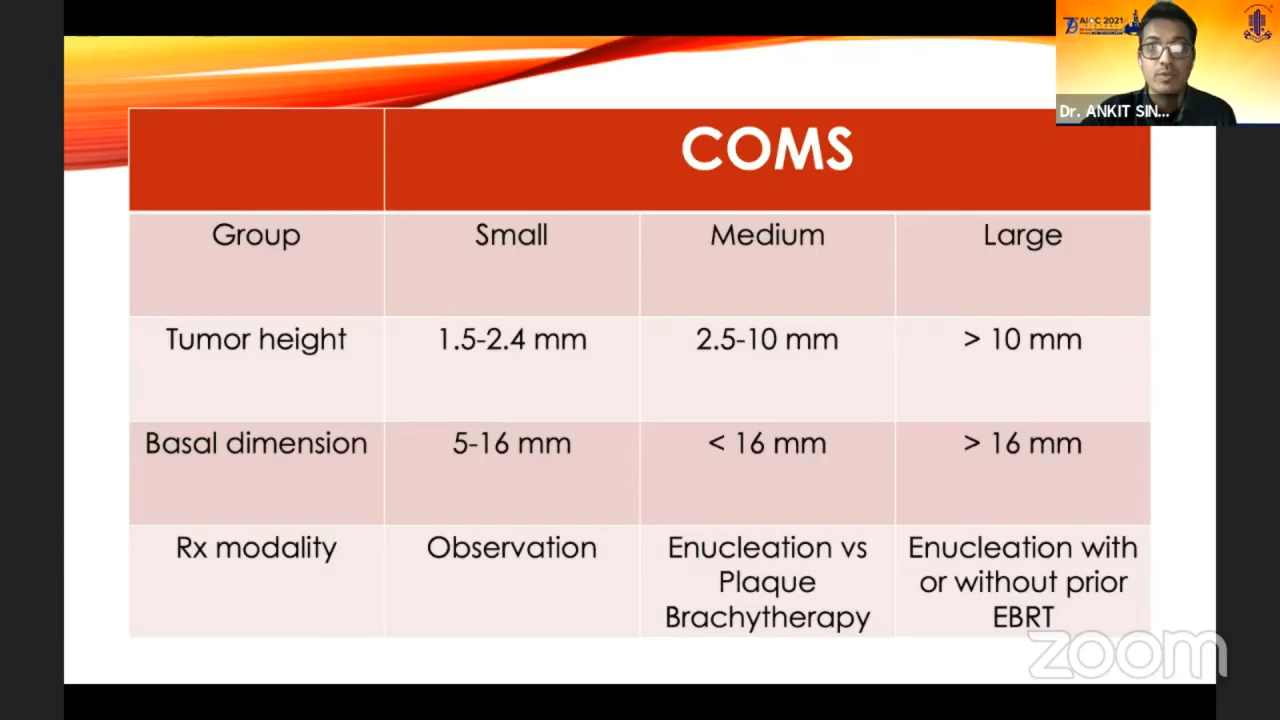 AIOC 2021
Dr. ANKIT SIN...
COMS
Group
Small
Medium
Large
Tumor height
1.5-2.4 mm
2.5-10 mm
> 10 mm
Basal dimension
5-16 mm
< 16 mm
> 16 mm
Rx modality
Observation
Enucleation vs
Plaque
Brachytherapy
Enucleation with
or without prior
EBRT
zoom